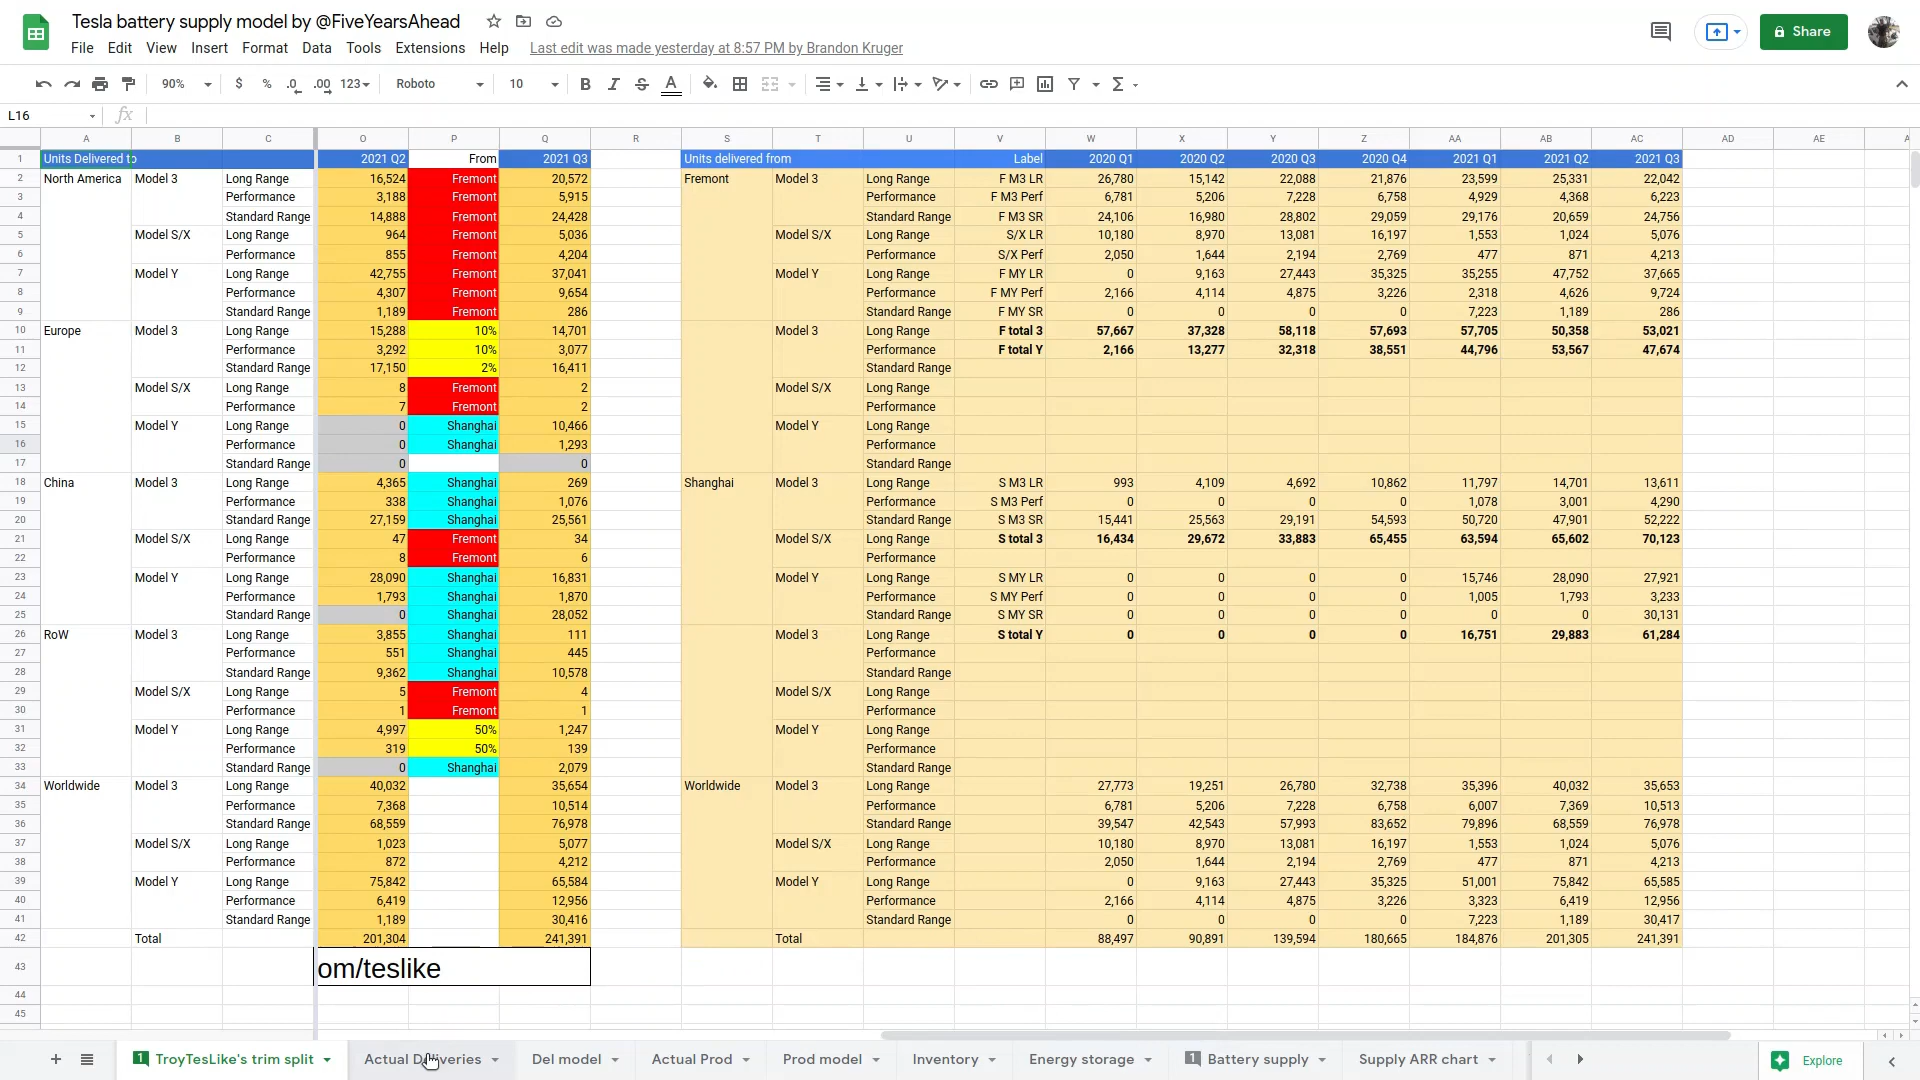 Tesla battery supply model by @FiveYearsAhead
File Edit View Insert Format Data Tools Extensions Help Last edit was made yesterday at 8:57 PM by Brandon Kruger
Share
90% $ % .0 .00 123 Roboto 10 B I S A Σ
L16 fx
A B C O P Q R S T U V W X Y Z AA AB AC AD AE
1 Units Delivered to 2021 Q2 From 2021 Q3 Units delivered from Label 2020 Q1 2020 Q2 2020 Q3 2020 Q4 2021 Q1 2021 Q2 2021 Q3
2 North America Model 3 Long Range 16,524 Fremont 20,572 Fremont Model 3 Long Range F M3 LR 26,780 15,142 22,088 21,876 23,599 25,331 22,042
3 Performance 3,188 Fremont 5,915 Performance F M3 Perf 6,781 5,206 7,228 6,758 4,929 4,368 6,223
4 Standard Range 14,888 Fremont 24,428 Standard Range F M3 SR 24,106 16,980 28,802 29,059 29,176 20,659 24,756
5 Model S/X Long Range 964 Fremont 5,036 Model S/X Long Range S/X LR 10,180 8,970 13,081 16,197 1,553 1,024 5,076
6 Performance 855 Fremont 4,204 Performance S/X Perf 2,050 1,644 2,194 2,769 477 871 4,213
7 Model Y Long Range 42,755 Fremont 37,041 Model Y Long Range F MY LR 0 9,163 27,443 35,325 35,255 47,752 37,665
8 Performance 4,307 Fremont 9,654 Performance F MY Perf 2,166 4,114 4,875 3,226 2,318 4,626 9,724
9 Standard Range 1,189 Fremont 286 Standard Range F MY SR 0 0 0 0 7,223 1,189 286
10 Europe Model 3 Long Range 15,288 10% 14,701 Model 3 Long Range F total 3 57,667 37,328 58,118 57,693 57,705 50,358 53,021
11 Performance 3,292 10% 3,077 Performance F total Y 2,166 13,277 32,318 38,551 44,796 53,567 47,674
12 Standard Range 17,150 2% 16,411 Standard Range
13 Model S/X Long Range 8 Fremont 2 Model S/X Long Range
14 Performance 7 Fremont 2 Performance
15 Model Y Long Range 0 Shanghai 10,466 Model Y Long Range
16 Performance 0 Shanghai 1,293 Performance
17 Standard Range 0 0 Standard Range
18 China Model 3 Long Range 4,365 Shanghai 269 Shanghai Model 3 Long Range S M3 LR 993 4,109 4,692 10,862 11,797 14,701 13,611
19 Performance 338 Shanghai 1,076 Performance S M3 Perf 0 0 0 0 1,078 3,001 4,290
20 Standard Range 27,159 Shanghai 25,561 Standard Range S M3 SR 15,441 25,563 29,191 54,593 50,720 47,901 52,222
21 Model S/X Long Range 47 Fremont 34 Model S/X Long Range S total 3 16,434 29,672 33,883 65,455 63,594 65,602 70,123
22 Performance 8 Fremont 6 Performance
23 Model Y Long Range 28,090 Shanghai 16,831 Model Y Long Range S MY LR 0 0 0 0 15,746 28,090 27,921
24 Performance 1,793 Shanghai 1,870 Performance S MY Perf 0 0 0 0 1,005 1,793 3,233
25 Standard Range 0 Shanghai 28,052 Standard Range S MY SR 0 0 0 0 0 0 30,131
26 RoW Model 3 Long Range 3,855 Shanghai 111 Model 3 Long Range S total Y 0 0 0 0 16,751 29,883 61,284
27 Performance 551 Shanghai 445 Performance
28 Standard Range 9,362 Shanghai 10,578 Standard Range
29 Model S/X Long Range 5 Fremont 4 Model S/X Long Range
30 Performance 1 Fremont 1 Performance
31 Model Y Long Range 4,997 50% 1,247 Model Y Long Range
32 Performance 319 50% 139 Performance
33 Standard Range 0 Shanghai 2,079 Standard Range
34 Worldwide Model 3 Long Range 40,032 35,654 Worldwide Model 3 Long Range 27,773 19,251 26,780 32,738 35,396 40,032 35,653
35 Performance 7,368 10,514 Performance 6,781 5,206 7,228 6,758 6,007 7,369 10,513
36 Standard Range 68,559 76,978 Standard Range 39,547 42,543 57,993 83,652 79,896 68,559 76,978
37 Model S/X Long Range 1,023 5,077 Model S/X Long Range 10,180 8,970 13,081 16,197 1,553 1,024 5,076
38 Performance 872 4,212 Performance 2,050 1,644 2,194 2,769 477 871 4,213
39 Model Y Long Range 75,842 65,584 Model Y Long Range 0 9,163 27,443 35,325 51,001 75,842 65,585
40 Performance 6,419 12,956 Performance 2,166 4,114 4,875 3,226 3,323 6,419 12,956
41 Standard Range 1,189 30,416 Standard Range 0 0 0 0 7,223 1,189 30,417
42 Total 201,304 241,391 Total 88,497 90,891 139,594 180,665 184,876 201,305 241,391
43 om/teslike
44
45
1 TroyTesLike's trim split Actual Deliveries Del model Actual Prod Prod model Inventory Energy storage 1 Battery supply Supply ARR chart Explore